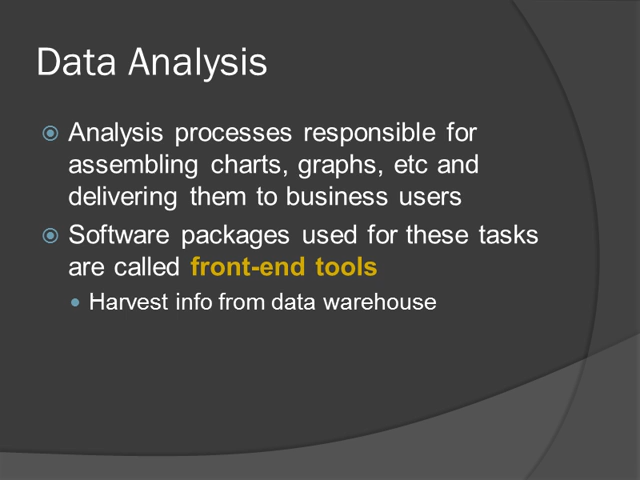 Data Analysis
Analysis processes responsible for
assembling charts, graphs, etc and
delivering them to business users
Software packages used for these tasks
are called front-end tools
Harvest info from data warehouse